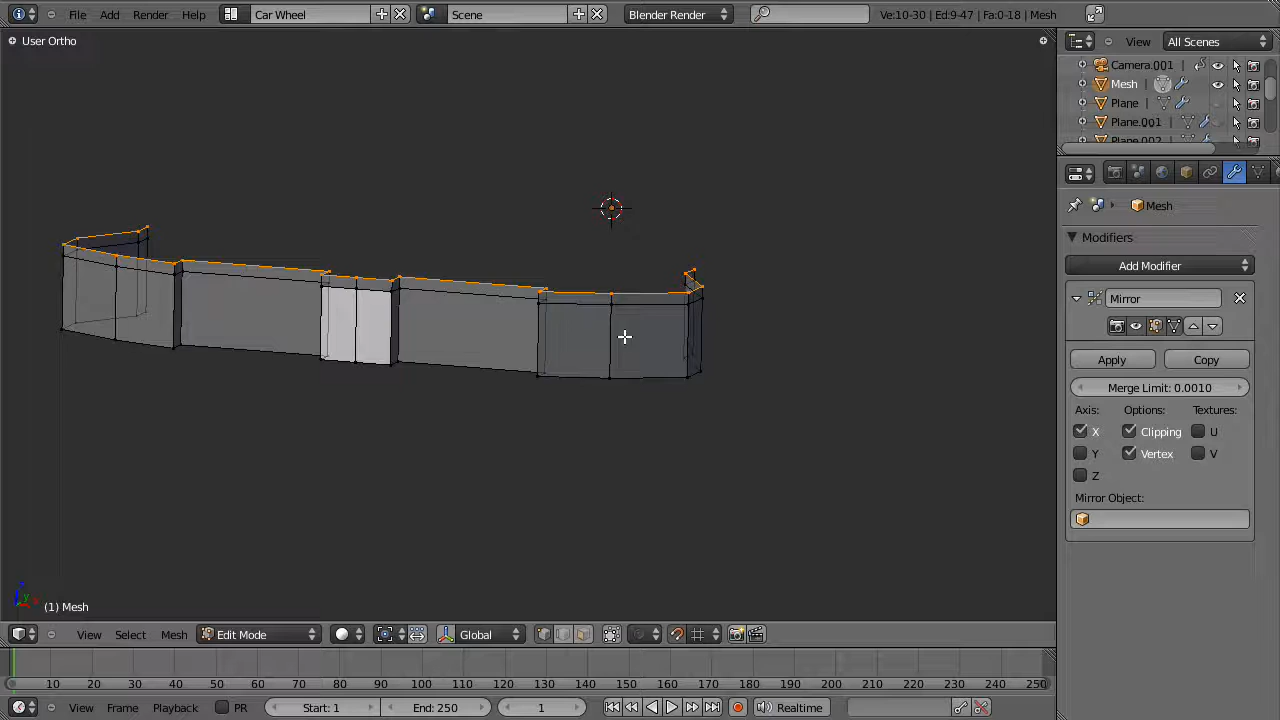 File Add Render Help Car Wheel Scene Blender Render Ve:10-30 | Ed:9-47 | Fa:0-18 | Mesh
User Ortho
View All Scenes
Camera.001 |
Mesh |
Plane |
Plane.001 |
Plane.002 |
Mesh
Modifiers
Add Modifier
Mirror
Apply Copy
Merge Limit: 0.0010
Axis: Options: Textures:
X Clipping U
Y Vertex V
Z
Mirror Object:
(1) Mesh
View Select Mesh Edit Mode Global
10 20 30 40 50 60 70 80 90 100 110 120 130 140 150 160 170 180 190 200 210 220 230 240 250
View Frame Playback PR Start: 1 End: 250 1 Realtime